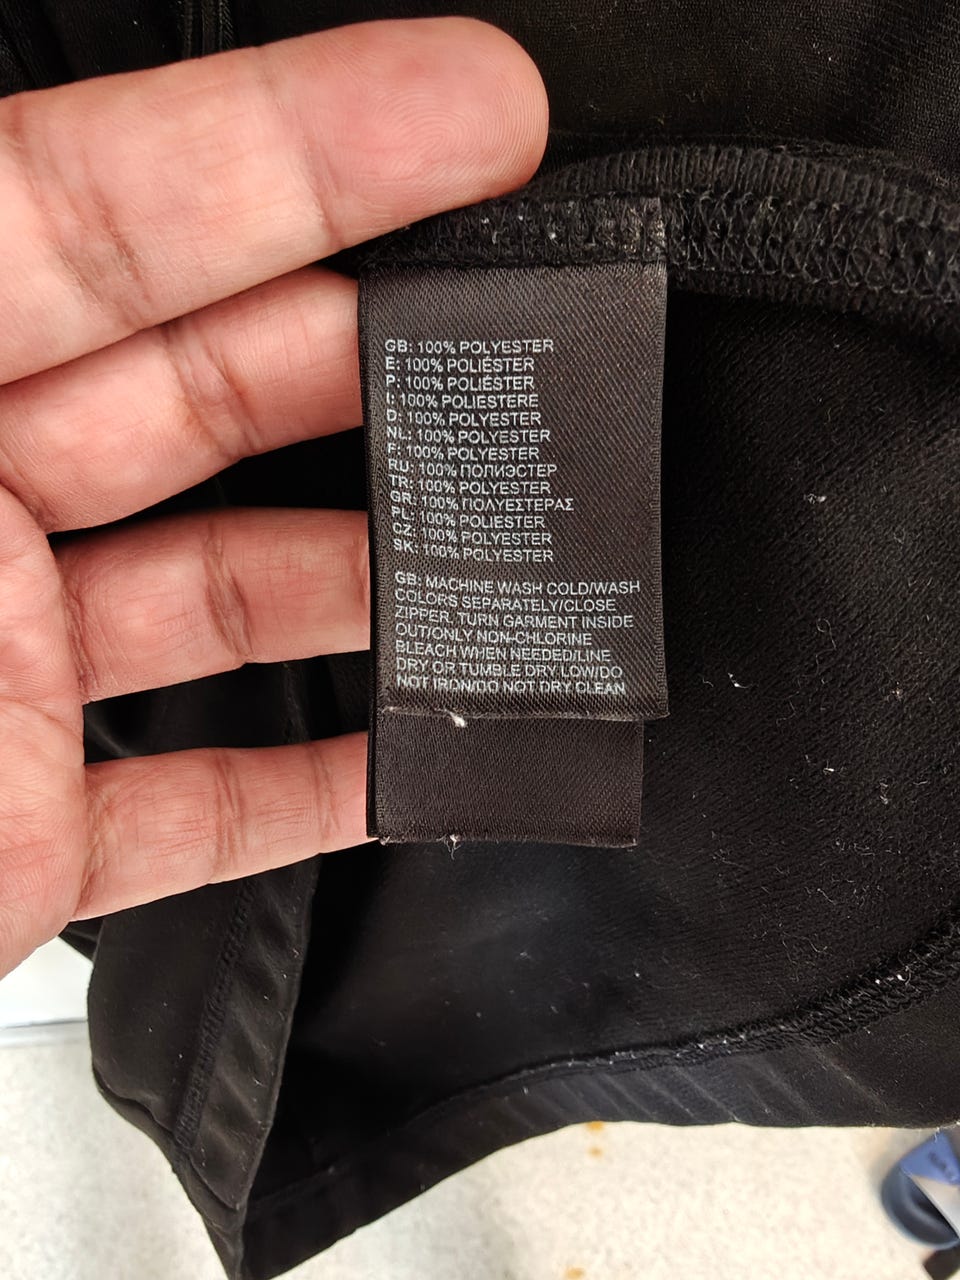 GB: 100% POLYESTER
E: 100% POLIÉSTER
P: 100% POLIÉSTER
I: 100% POLIESTERE
D: 100% POLYESTER
NL: 100% POLYESTER
F: 100% POLYESTER
RU: 100% ПОЛИЭСТЕР
TR: 100% POLYESTER
GR: 100% ΠΟΛΥΕΣΤΕΡΑΣ
PL: 100% POLIESTER
CZ: 100% POLYESTER
SK: 100% POLYESTER
GB: MACHINE WASH COLD/WASH
COLORS SEPARATELY/CLOSE
ZIPPER, TURN GARMENT INSIDE
OUT/ONLY NON-CHLORINE
BLEACH WHEN NEEDED/LINE
DRY OR TUMBLE DRY LOW/DO
NOT IRON/DO NOT DRY CLEAN